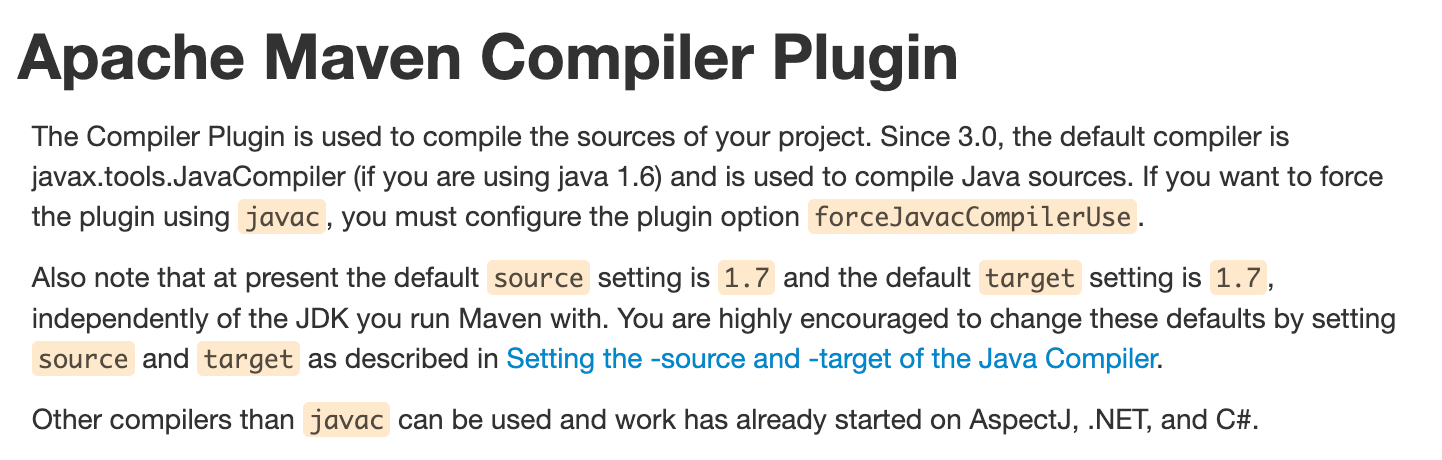 Apache Maven Compiler Plugin
The Compiler Plugin is used to compile the sources of your project. Since 3.0, the default compiler is
javax.tools.JavaCompiler (if you are using java 1.6) and is used to compile Java sources. If you want to force
the plugin using javac, you must configure the plugin option forceJavacCompilerUse.
Also note that at present the default source setting is 1.7 and the default target setting is 1.7,
independently of the JDK you run Maven with. You are highly encouraged to change these defaults by setting
source and target as described in Setting the -source and -target of the Java Compiler.
Other compilers than javac can be used and work has already started on AspectJ, .NET, and C#.